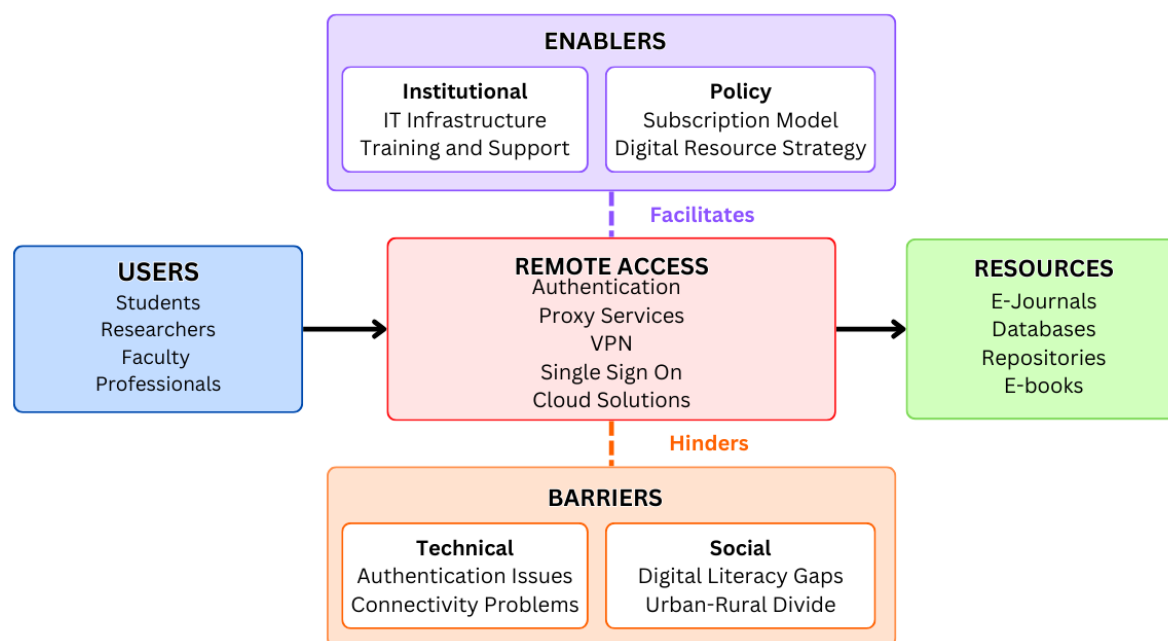 ENABLERS
Institutional
IT Infrastructure
Training and Support
Policy
Subscription Model
Digital Resource Strategy
Facilitates
USERS
Students
Researchers
Faculty
Professionals
REMOTE ACCESS
Authentication
Proxy Services
VPN
Single Sign On
Cloud Solutions
RESOURCES
E-Journals
Databases
Repositories
E-books
Hinders
BARRIERS
Technical
Authentication Issues
Connectivity Problems
Social
Digital Literacy Gaps
Urban-Rural Divide